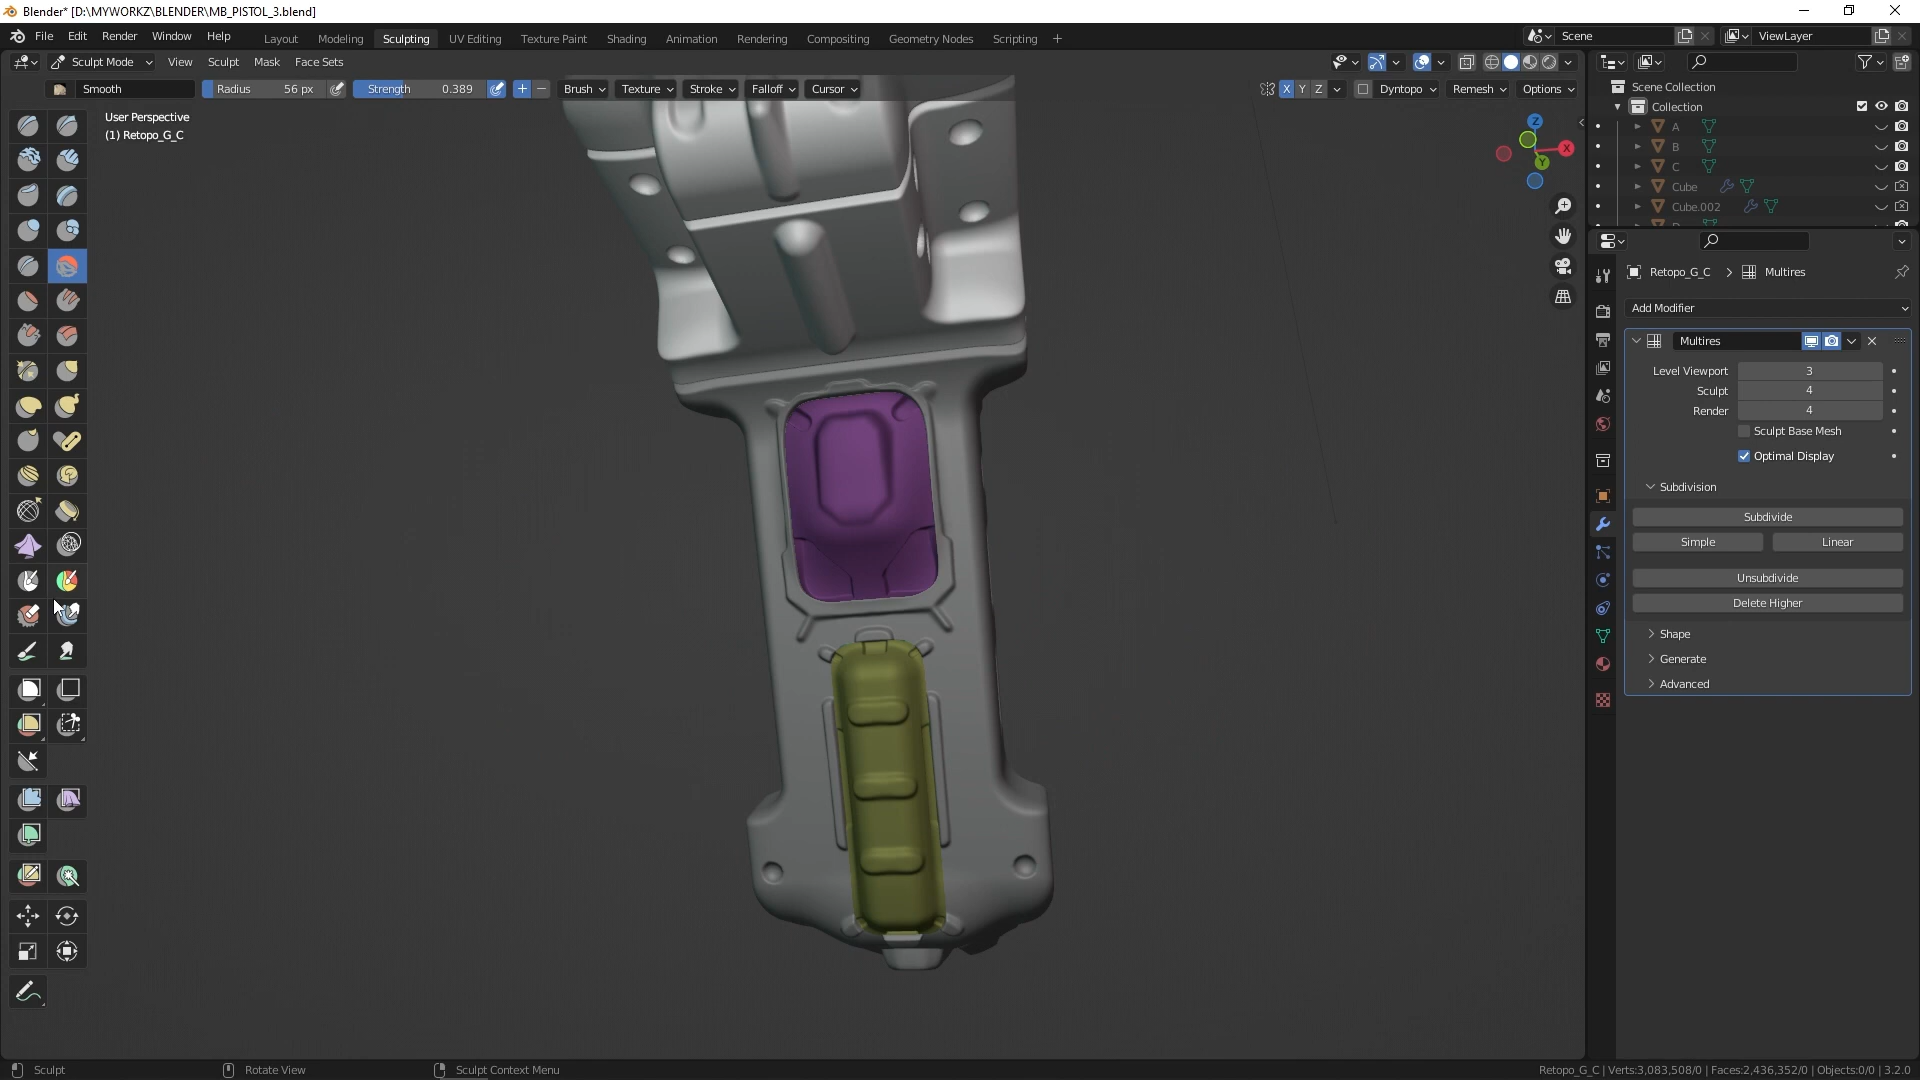 Blender* [D:\MYWORKZ\BLENDER\MB_PISTOL_3.blend]
File Edit Render Window Help Layout Modeling Sculpting UV Editing Texture Paint Shading Animation Rendering Compositing Geometry Nodes Scripting + Scene ViewLayer
Sculpt Mode View Sculpt Mask Face Sets
Smooth Radius 56 px Strength 0.389 Brush Texture Stroke Falloff Cursor X Y Z Dyntopo Remesh Options
User Perspective
(1) Retopo_G_C
Z
X
Y
Scene Collection
Collection
A
B
C
Cube
Cube.002
Retopo_G_C > Multires
Add Modifier
Multires
Level Viewport 3
Sculpt 4
Render 4
Sculpt Base Mesh
Optimal Display
Subdivision
Subdivide
Simple Linear
Unsubdivide
Delete Higher
Shape
Generate
Advanced
Sculpt Rotate View Sculpt Context Menu Retopo_G_C | Verts:3,083,508/0 | Faces:2,436,352/0 | Objects:0/0 | 3.2.0